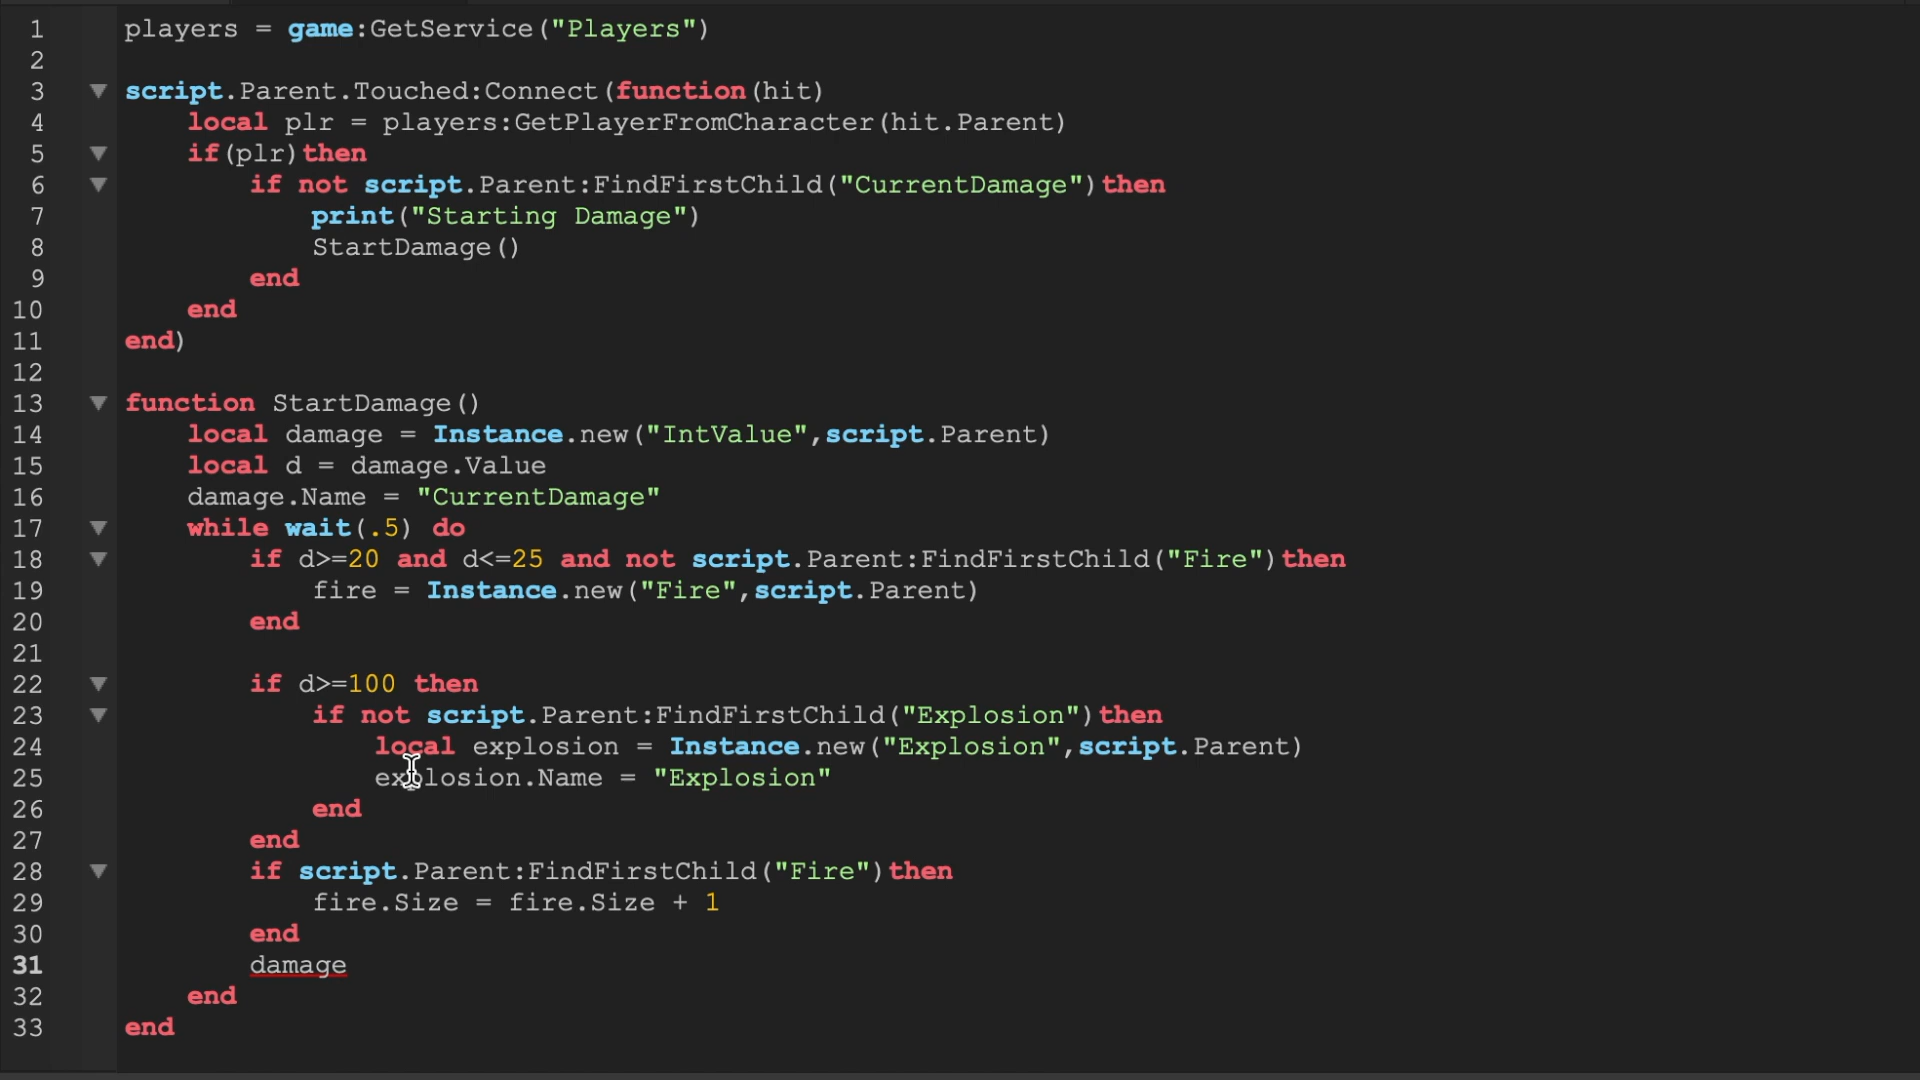 1 players = game:GetService("Players")
2
3 script.Parent.Touched:Connect(function(hit)
4 local plr = players:GetPlayerFromCharacter(hit.Parent)
5 if(plr)then
6 if not script.Parent:FindFirstChild("CurrentDamage")then
7 print("Starting Damage")
8 StartDamage()
9 end
10 end
11 end)
12
13 function StartDamage()
14 local damage = Instance.new("IntValue",script.Parent)
15 local d = damage.Value
16 damage.Name = "CurrentDamage"
17 while wait(.5) do
18 if d>=20 and d<=25 and not script.Parent:FindFirstChild("Fire")then
19 fire = Instance.new("Fire",script.Parent)
20 end
21
22 if d>=100 then
23 if not script.Parent:FindFirstChild("Explosion")then
24 local explosion = Instance.new("Explosion",script.Parent)
25 explosion.Name = "Explosion"
26 end
27 end
28 if script.Parent:FindFirstChild("Fire")then
29 fire.Size = fire.Size + 1
30 end
31 damage
32 end
33 end